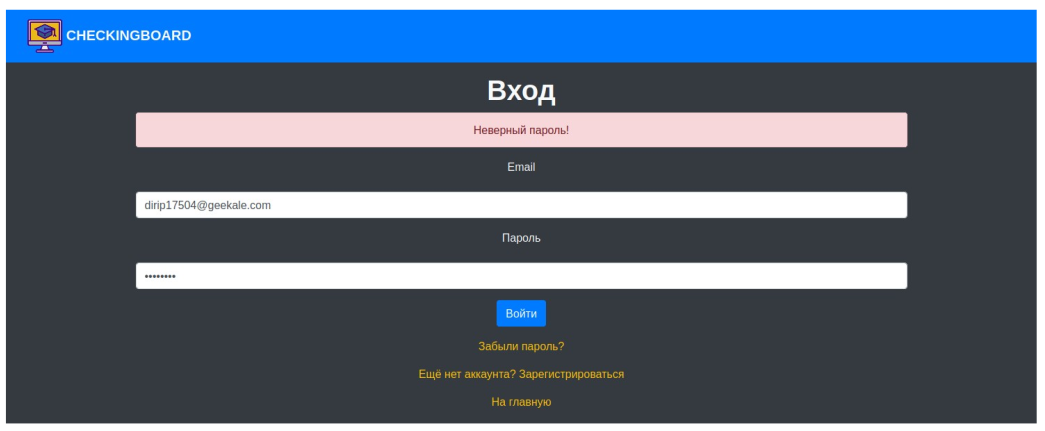 CHECKINGBOARD
Вход
Неверный пароль!
Email
dirip17504@geekale.com
Пароль
••••••••
Войти
Забыли пароль?
Ещё нет аккаунта? Зарегистрироваться
На главную